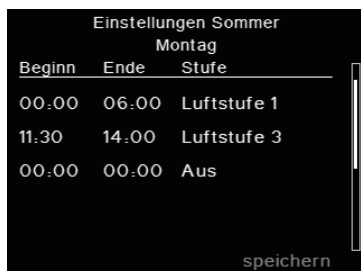 Einstellungen Sommer
Montag
Beginn Ende Stufe
00:00 06:00 Luftstufe 1
11:30 14:00 Luftstufe 3
00:00 00:00 Aus
speichern